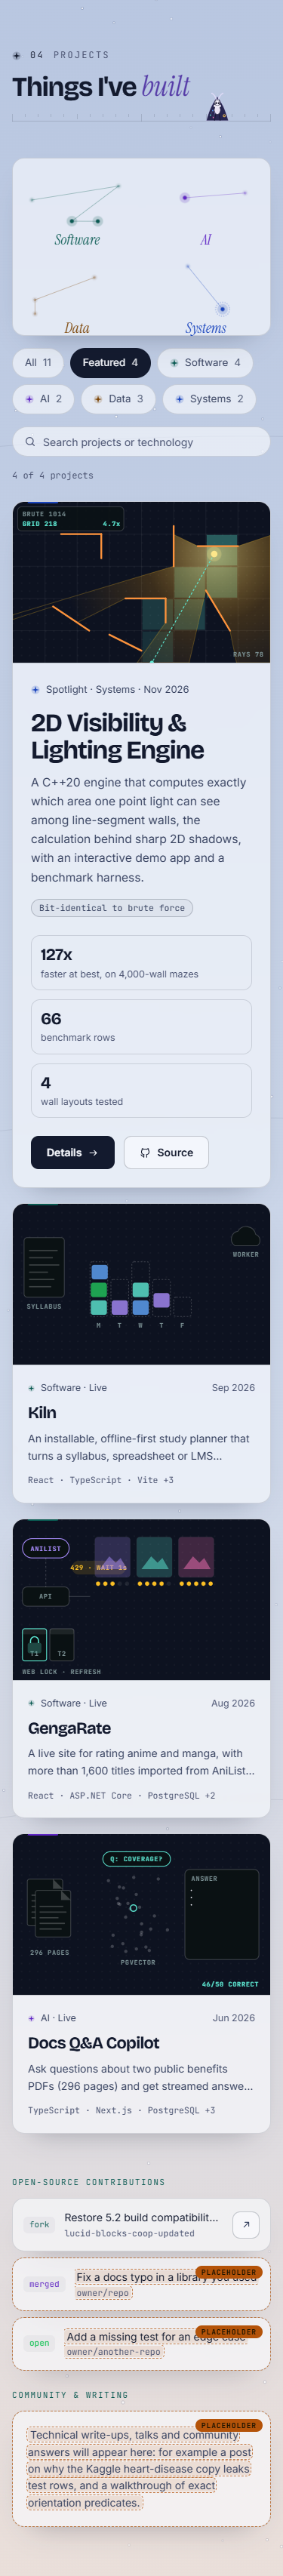 04 PROJECTS
Things I've built
Software
AI
Data
Systems
All 11
Featured 4
Software 4
AI 2
Data 3
Systems 2
Search projects or technology
4 of 4 projects
BRUTE 1014
GRID 218 4.7x
RAYS 78
Spotlight · Systems · Nov 2026
2D Visibility &
Lighting Engine
A C++20 engine that computes exactly
which area one point light can see
among line-segment walls, the
calculation behind sharp 2D shadows,
with an interactive demo app and a
benchmark harness.
Bit-identical to brute force
127x
faster at best, on 4,000-wall mazes
66
benchmark rows
4
wall layouts tested
Details →
Source
SYLLABUS
WORKER
M T W T F
Software · Live Sep 2026
Kiln
An installable, offline-first study planner that
turns a syllabus, spreadsheet or LMS…
React · TypeScript · Vite +3
ANILIST
429 · WAIT 1s
API
T1 T2
WEB LOCK · REFRESH
Software · Live Aug 2026
GengaRate
A live site for rating anime and manga, with
more than 1,600 titles imported from AniList…
React · ASP.NET Core · PostgreSQL +2
Q: COVERAGE?
ANSWER
296 PAGES
PGVECTOR
46/50 CORRECT
AI · Live Jun 2026
Docs Q&A Copilot
Ask questions about two public benefits
PDFs (296 pages) and get streamed answe…
TypeScript · Next.js · PostgreSQL +3
OPEN-SOURCE CONTRIBUTIONS
fork
Restore 5.2 build compatibilit…
lucid-blocks-coop-updated
↗
PLACEHOLDER
merged
Fix a docs typo in a library you used
owner/repo
PLACEHOLDER
open
Add a missing test for an edge case
owner/another-repo
COMMUNITY & WRITING
PLACEHOLDER
Technical write-ups, talks and community
answers will appear here: for example a post
on why the Kaggle heart-disease copy leaks
test rows, and a walkthrough of exact
orientation predicates.